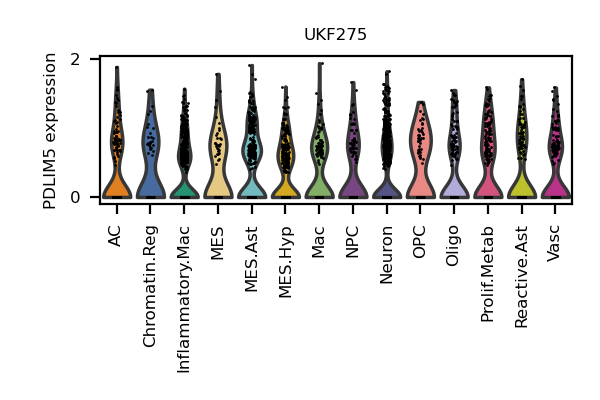 UKF275
PDLIM5 expression
2
0
AC
Chromatin.Reg
Inflammatory.Mac
MES
MES.Ast
MES.Hyp
Mac
NPC
Neuron
OPC
Oligo
Prolif.Metab
Reactive.Ast
Vasc